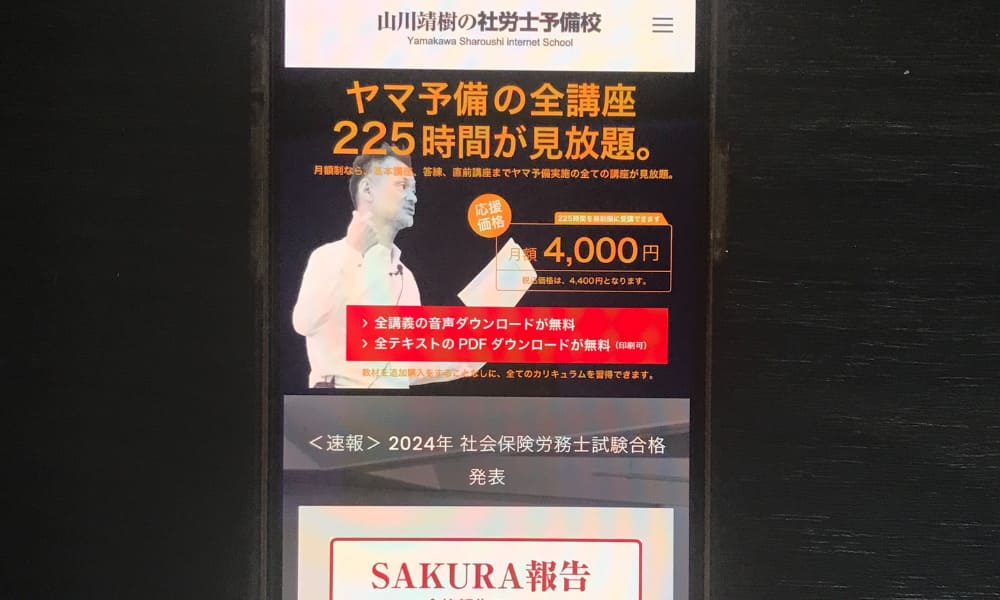 山川靖樹の社労士予備校
Yamakawa Sharoushi internet School
ヤマ予備の全講座
225時間が見放題。
月額制なら、基本講座、答練、直前講座までヤマ予備実施の全ての講座が見放題。
応援
価格
225時間を無制限に受講できます
月額 4,000円
税込価格は、4,400円となります。
> 全講義の音声ダウンロードが無料
> 全テキストのPDFダウンロードが無料（印刷可）
教材を追加購入をすることなしに、全てのカリキュラムを習得できます。
＜速報＞ 2024年 社会保険労務士試験合格
発表
SAKURA報告